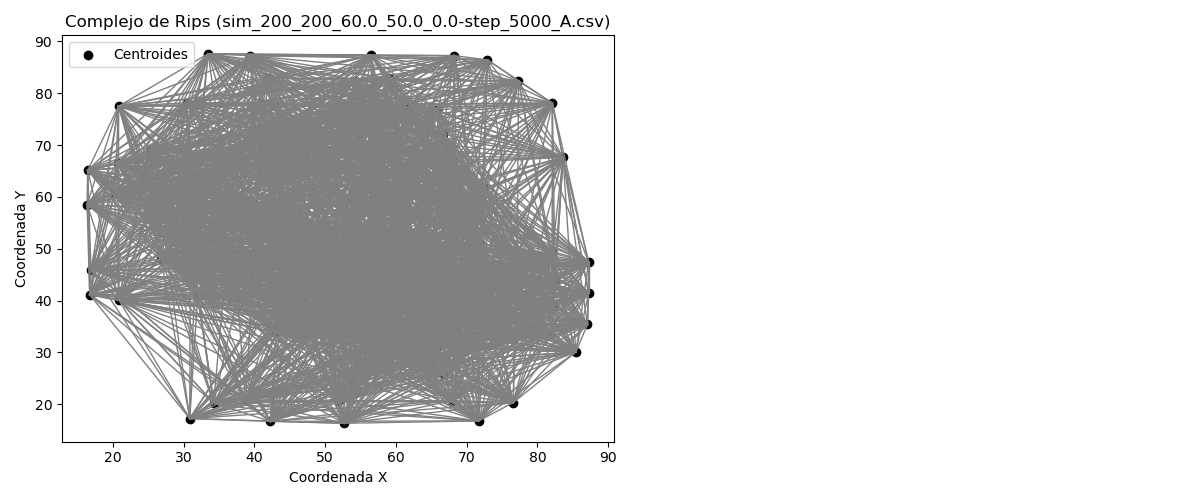 Complejo de Rips (sim_200_200_60.0_50.0_0.0-step_5000_A.csv)
Centroides
90
80
70
60
50
40
30
20
Coordenada Y
20 30 40 50 60 70 80 90
Coordenada X